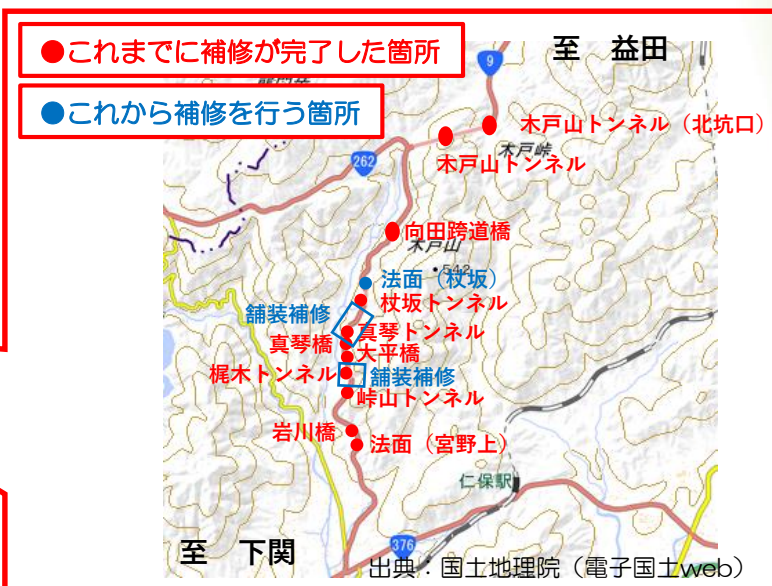 ●これまでに補修が完了した箇所
●これから補修を行う箇所
至 益田
9
木戸山トンネル（北坑口）
木戸峠
木戸山トンネル
262
向田跨道橋
木戸山
・542
法面（杖坂）
杖坂トンネル
舗装補修
真琴トンネル
真琴橋
大平橋
梶木トンネル
舗装補修
峠山トンネル
岩川橋
法面（宮野上）
仁保駅
至 下関
376
出典：国土地理院（電子国土web）